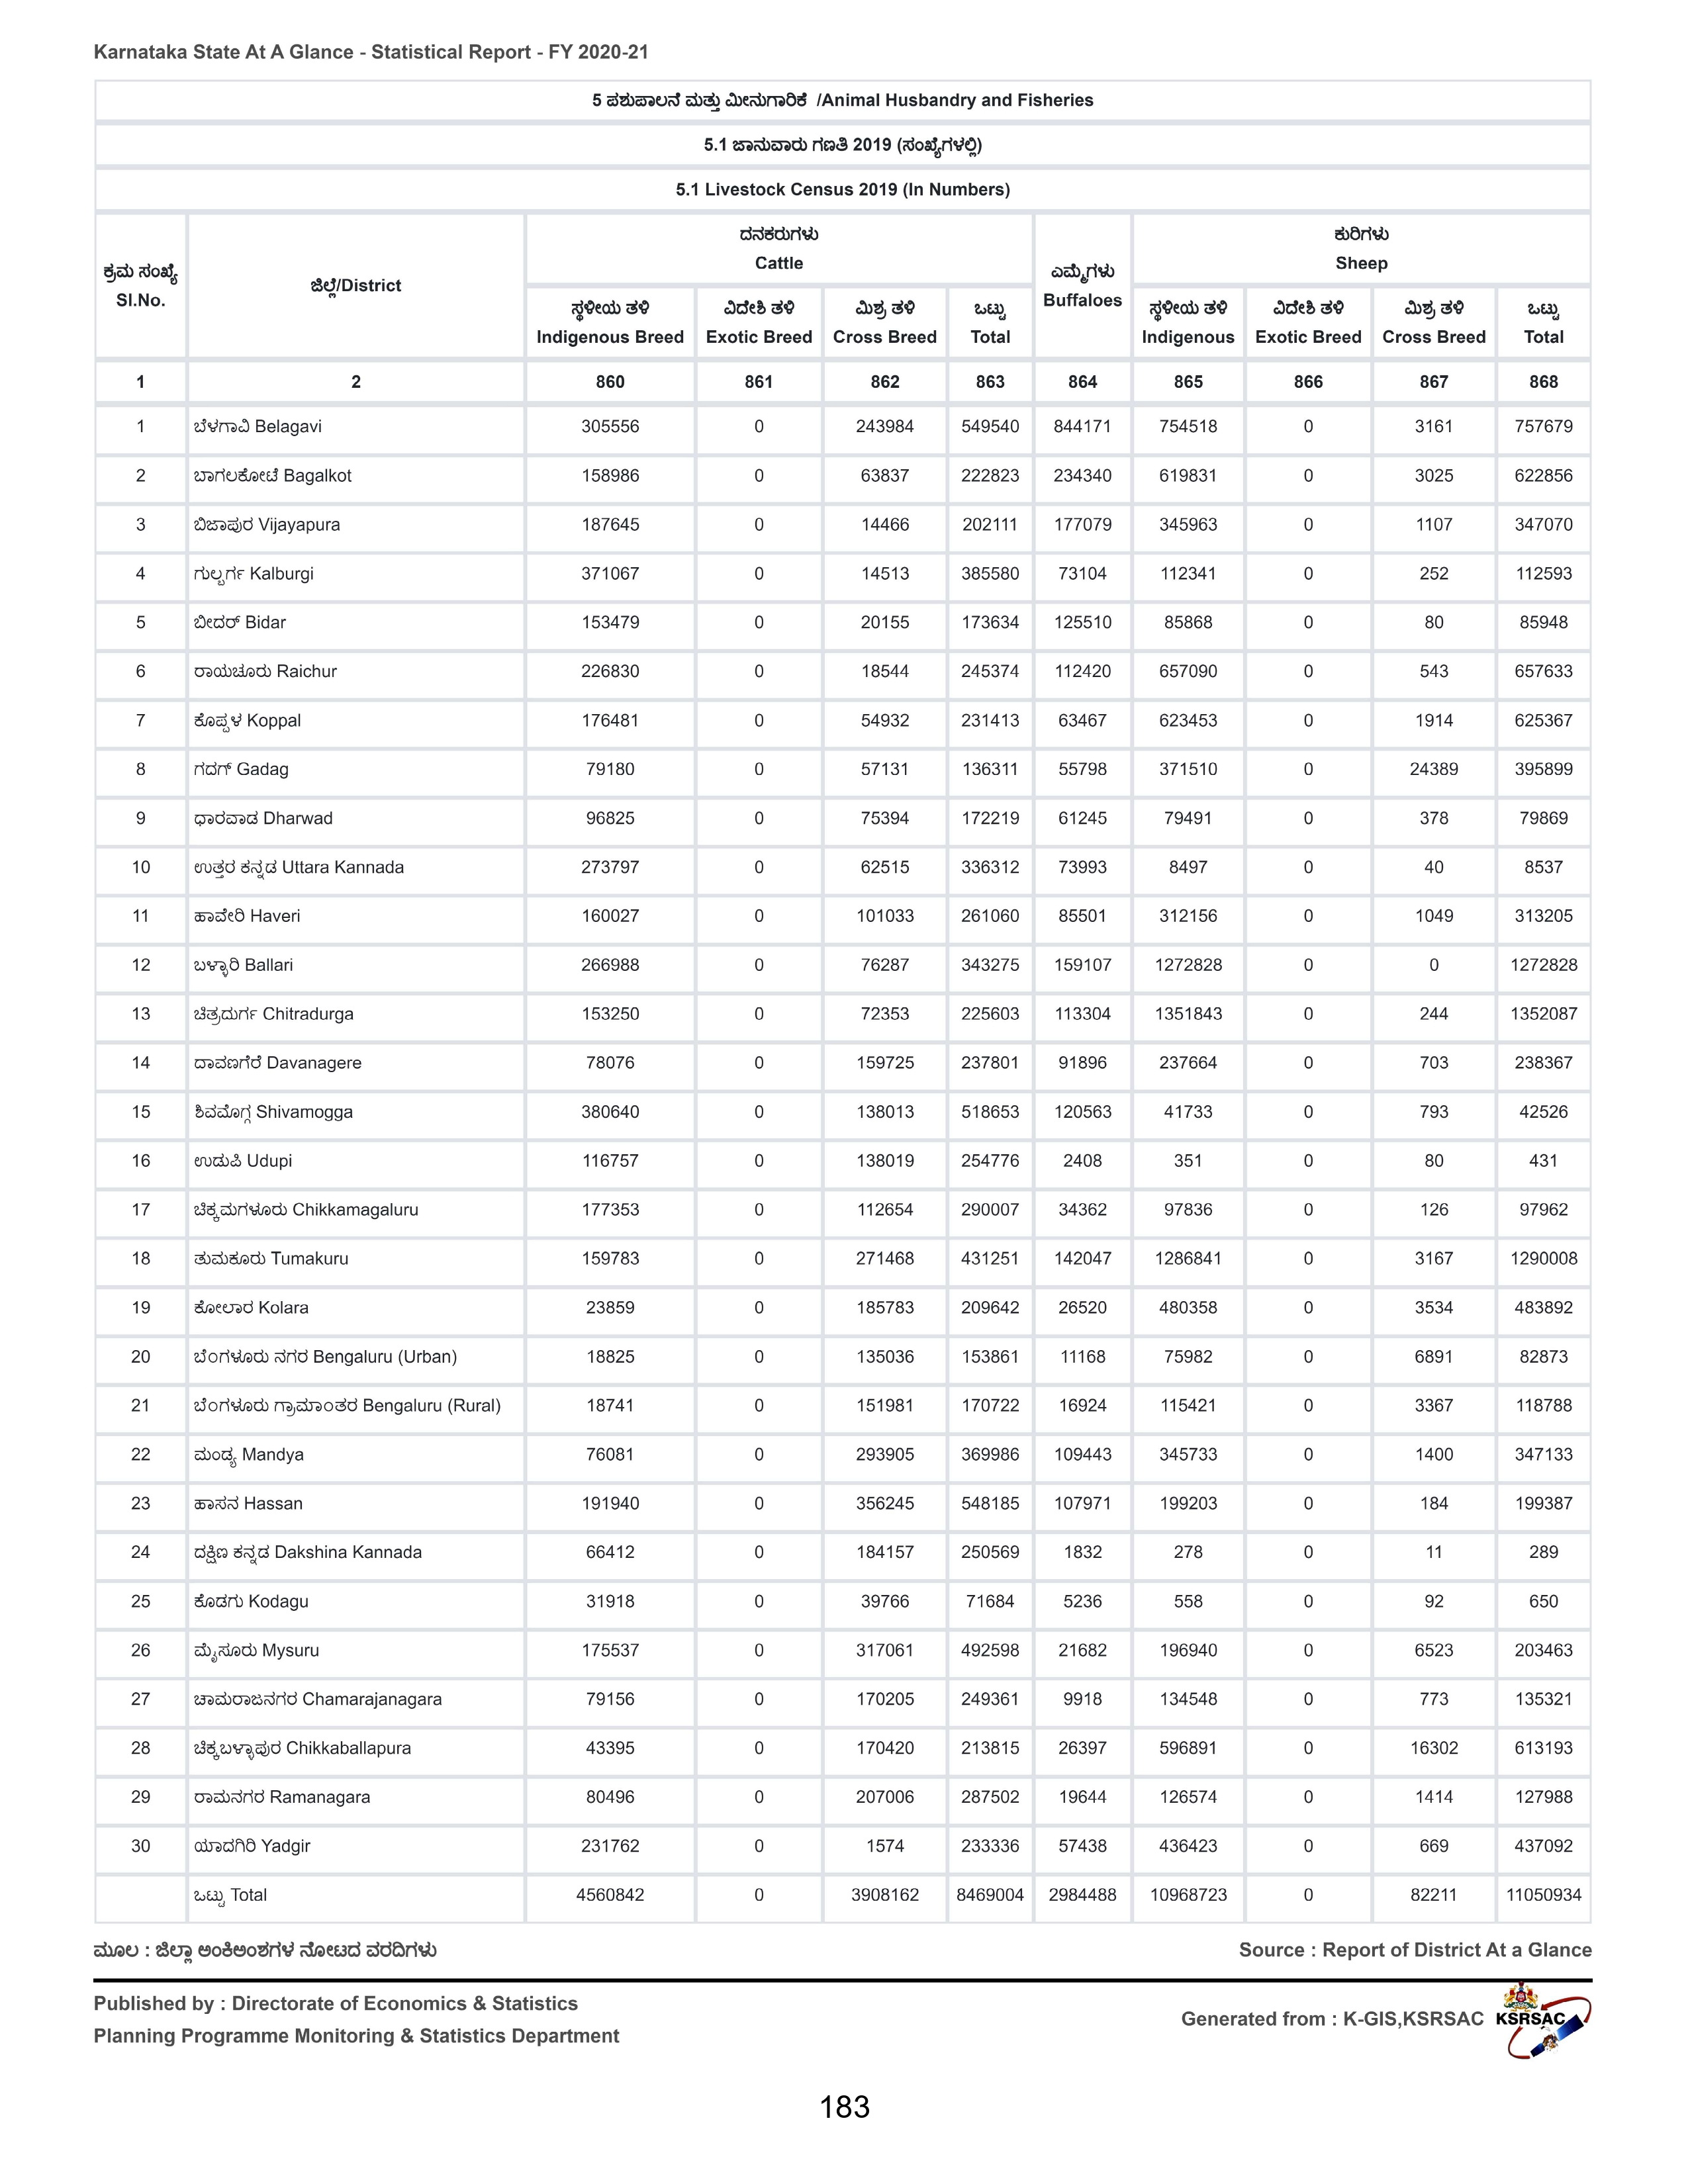 Karnataka State At A Glance - Statistical Report - FY 2020-21
5 ಪಶುಪಾಲನೆ ಮತ್ತು ಮೀನುಗಾರಿಕೆ /Animal Husbandry and Fisheries
5.1 ಜಾನುವಾರು ಗಣತಿ 2019 (ಸಂಖ್ಯೆಗಳಲ್ಲಿ)
5.1 Livestock Census 2019 (In Numbers)
ಕ್ರಮ ಸಂಖ್ಯೆ Sl.No. ಜಿಲ್ಲೆ/District ದನಕರುಗಳು Cattle ಎಮ್ಮೆಗಳು Buffaloes ಕುರಿಗಳು Sheep
ಸ್ಥಳೀಯ ತಳಿ ವಿದೇಶಿ ತಳಿ ಮಿಶ್ರ ತಳಿ ಒಟ್ಟು ಸ್ಥಳೀಯ ತಳಿ ವಿದೇಶಿ ತಳಿ ಮಿಶ್ರ ತಳಿ ಒಟ್ಟು
Indigenous Breed Exotic Breed Cross Breed Total Indigenous Exotic Breed Cross Breed Total
1 2 860 861 862 863 864 865 866 867 868
1 ಬೆಳಗಾವಿ Belagavi 305556 0 243984 549540 844171 754518 0 3161 757679
2 ಬಾಗಲಕೋಟೆ Bagalkot 158986 0 63837 222823 234340 619831 0 3025 622856
3 ಬಿಜಾಪುರ Vijayapura 187645 0 14466 202111 177079 345963 0 1107 347070
4 ಗುಲ್ಬರ್ಗ Kalburgi 371067 0 14513 385580 73104 112341 0 252 112593
5 ಬೀದರ್ Bidar 153479 0 20155 173634 125510 85868 0 80 85948
6 ರಾಯಚೂರು Raichur 226830 0 18544 245374 112420 657090 0 543 657633
7 ಕೊಪ್ಪಳ Koppal 176481 0 54932 231413 63467 623453 0 1914 625367
8 ಗದಗ್ Gadag 79180 0 57131 136311 55798 371510 0 24389 395899
9 ಧಾರವಾಡ Dharwad 96825 0 75394 172219 61245 79491 0 378 79869
10 ಉತ್ತರ ಕನ್ನಡ Uttara Kannada 273797 0 62515 336312 73993 8497 0 40 8537
11 ಹಾವೇರಿ Haveri 160027 0 101033 261060 85501 312156 0 1049 313205
12 ಬಳ್ಳಾರಿ Ballari 266988 0 76287 343275 159107 1272828 0 0 1272828
13 ಚಿತ್ರದುರ್ಗ Chitradurga 153250 0 72353 225603 113304 1351843 0 244 1352087
14 ದಾವಣಗೆರೆ Davanagere 78076 0 159725 237801 91896 237664 0 703 238367
15 ಶಿವಮೊಗ್ಗ Shivamogga 380640 0 138013 518653 120563 41733 0 793 42526
16 ಉಡುಪಿ Udupi 116757 0 138019 254776 2408 351 0 80 431
17 ಚಿಕ್ಕಮಗಳೂರು Chikkamagaluru 177353 0 112654 290007 34362 97836 0 126 97962
18 ತುಮಕೂರು Tumakuru 159783 0 271468 431251 142047 1286841 0 3167 1290008
19 ಕೋಲಾರ Kolara 23859 0 185783 209642 26520 480358 0 3534 483892
20 ಬೆಂಗಳೂರು ನಗರ Bengaluru (Urban) 18825 0 135036 153861 11168 75982 0 6891 82873
21 ಬೆಂಗಳೂರು ಗ್ರಾಮಾಂತರ Bengaluru (Rural) 18741 0 151981 170722 16924 115421 0 3367 118788
22 ಮಂಡ್ಯ Mandya 76081 0 293905 369986 109443 345733 0 1400 347133
23 ಹಾಸನ Hassan 191940 0 356245 548185 107971 199203 0 184 199387
24 ದಕ್ಷಿಣ ಕನ್ನಡ Dakshina Kannada 66412 0 184157 250569 1832 278 0 11 289
25 ಕೊಡಗು Kodagu 31918 0 39766 71684 5236 558 0 92 650
26 ಮೈಸೂರು Mysuru 175537 0 317061 492598 21682 196940 0 6523 203463
27 ಚಾಮರಾಜನಗರ Chamarajanagara 79156 0 170205 249361 9918 134548 0 773 135321
28 ಚಿಕ್ಕಬಳ್ಳಾಪುರ Chikkaballapura 43395 0 170420 213815 26397 596891 0 16302 613193
29 ರಾಮನಗರ Ramanagara 80496 0 207006 287502 19644 126574 0 1414 127988
30 ಯಾದಗಿರಿ Yadgir 231762 0 1574 233336 57438 436423 0 669 437092
ಒಟ್ಟು Total 4560842 0 3908162 8469004 2984488 10968723 0 82211 11050934
ಮೂಲ : ಜಿಲ್ಲಾ ಅಂಕಿಅಂಶಗಳ ನೋಟದ ವರದಿಗಳು Source : Report of District At a Glance
Published by : Directorate of Economics & Statistics
Planning Programme Monitoring & Statistics Department
Generated from : K-GIS,KSRSAC KSRSAC
183